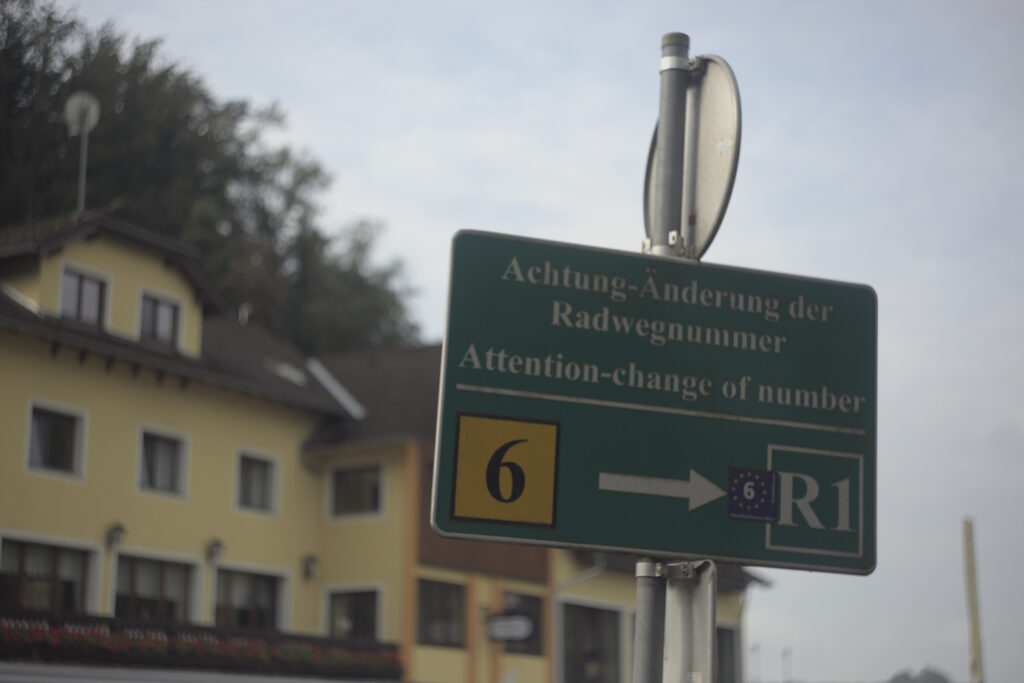 Achtung-Änderung der
Radwegnummer
Attention-change of number
6
6
R1